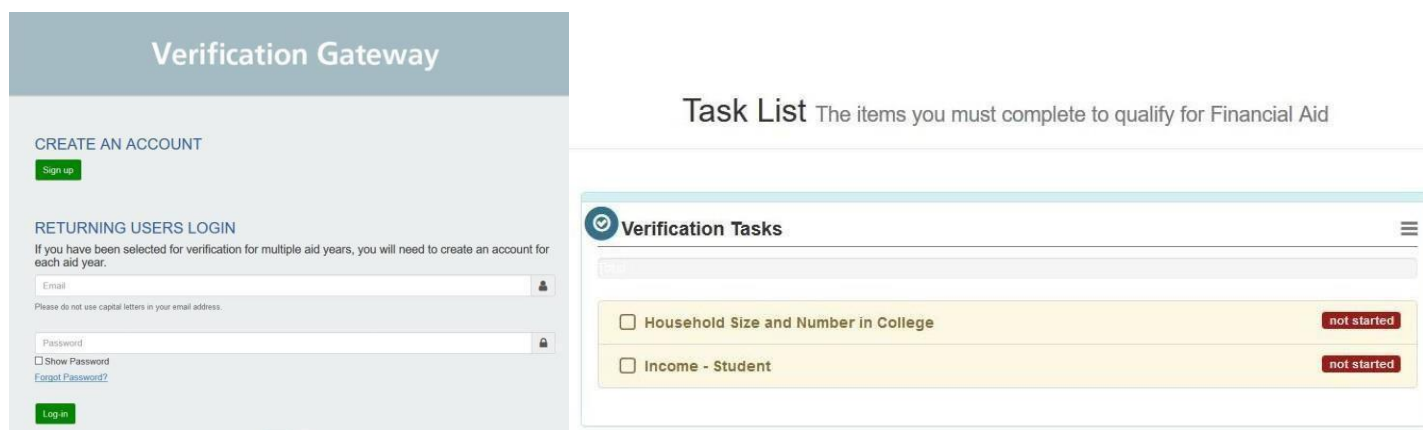 Verification Gateway
CREATE AN ACCOUNT
Sign up
RETURNING USERS LOGIN
If you have been selected for verification for multiple aid years, you will need to create an account for
each aid year.
Email
Please do not use capital letters in your email address.
Password
Show Password
Forgot Password?
Log-in
Task List The items you must complete to qualify for Financial Aid
Verification Tasks
Household Size and Number in College
not started
Income - Student
not started